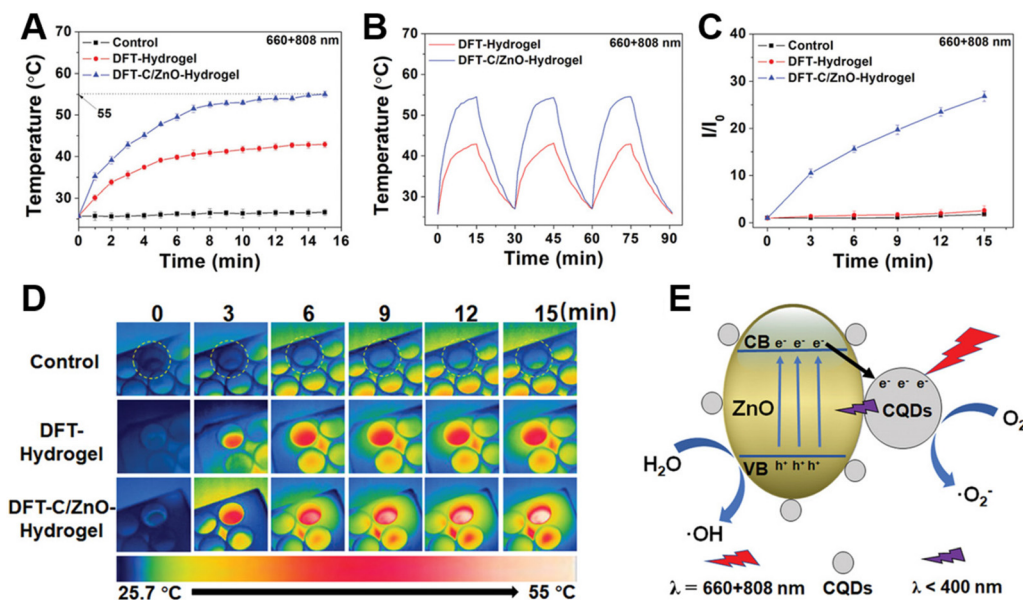 A
660+808 nm
Control
DFT-Hydrogel
DFT-C/ZnO-Hydrogel
Temperature (°C)
70
60
50
40
30
55
0 2 4 6 8 10 12 14 16
Time (min)
B
660+808 nm
DFT-Hydrogel
DFT-C/ZnO-Hydrogel
Temperature (°C)
70
60
50
40
30
0 15 30 45 60 75 90
Time (min)
C
660+808 nm
Control
DFT-Hydrogel
DFT-C/ZnO-Hydrogel
I/I0
40
30
20
10
0
0 3 6 9 12 15
Time (min)
D
0 3 6 9 12 15(min)
Control
DFT-
Hydrogel
DFT-C/ZnO-
Hydrogel
25.7 °C 55 °C
E
CB e- e- e-
e- e- e-
ZnO
CQDs
O2
H2O
VB h+ h+ h+
·O2-
·OH
λ = 660+808 nm
CQDs
λ < 400 nm